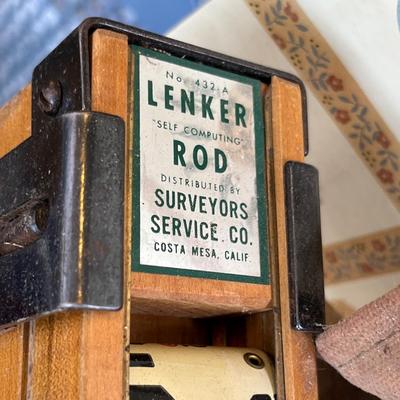 No. 432-A
LENKER
"SELF COMPUTING"
ROD
DISTRIBUTED BY
SURVEYORS
SERVICE. CO.
COSTA MESA, CALIF.